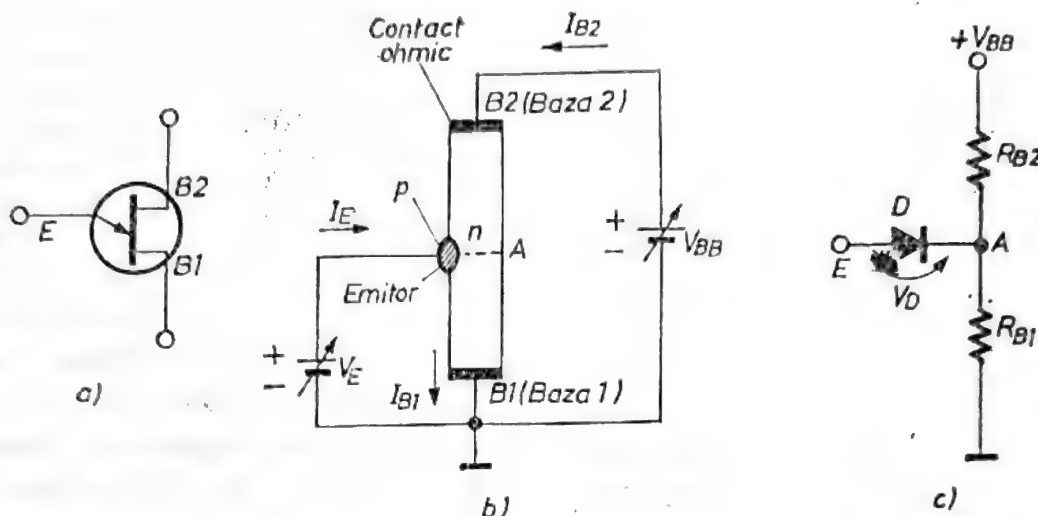 E
B2
B1
a)
Contact
ohmic
I_B2
B2(Baza 2)
p
n
I_E
A
Emitor
+
-
V_E
+
-
V_BB
I_B1
B1(Baza 1)
b)
+V_BB
R_B2
D
A
E
V_D
R_B1
c)